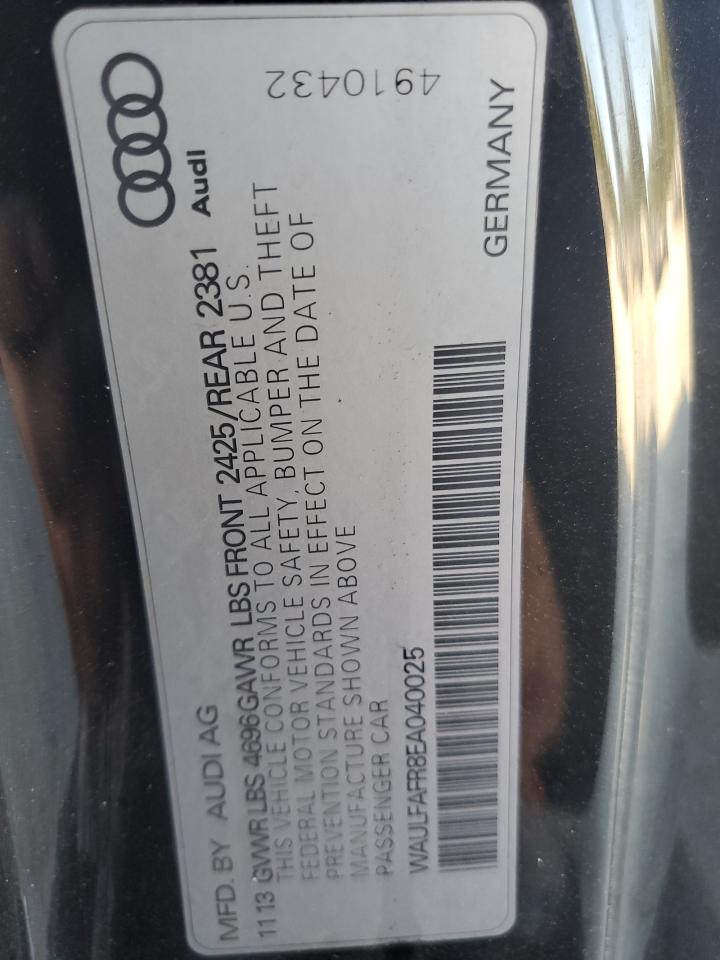 MFD. BY AUDI AG
11 13 GVWR LBS 4696 GAWR LBS FRONT 2425/REAR 2381
Audi
THIS VEHICLE CONFORMS TO ALL APPLICABLE U.S.
FEDERAL MOTOR VEHICLE SAFETY, BUMPER AND THEFT
PREVENTION STANDARDS IN EFFECT ON THE DATE OF
MANUFACTURE SHOWN ABOVE
PASSENGER CAR
4910432
WAULFAFR8EA040025
GERMANY